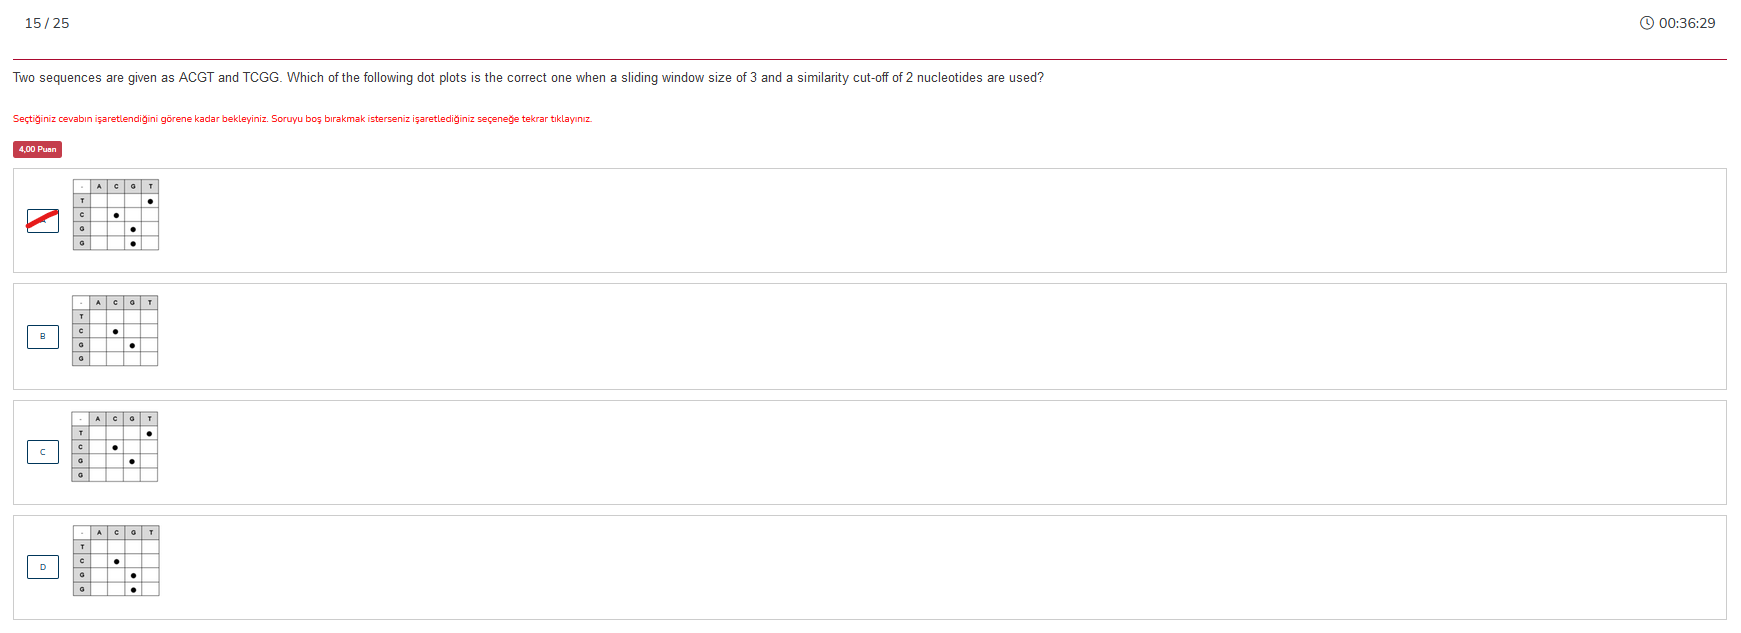 15 / 25
00:36:29
Two sequences are given as ACGT and TCGG. Which of the following dot plots is the correct one when a sliding window size of 3 and a similarity cut-off of 2 nucleotides are used?
Seçtiğiniz cevabın işaretlendiğini görene kadar bekleyiniz. Soruyu boş bırakmak isterseniz işaretlediğiniz seçeneğe tekrar tıklayınız.
4,00 Puan
- A C G T
T
C
G
G
B
- A C G T
T
C
G
G
C
- A C G T
T
C
G
G
D
- A C G T
T
C
G
G